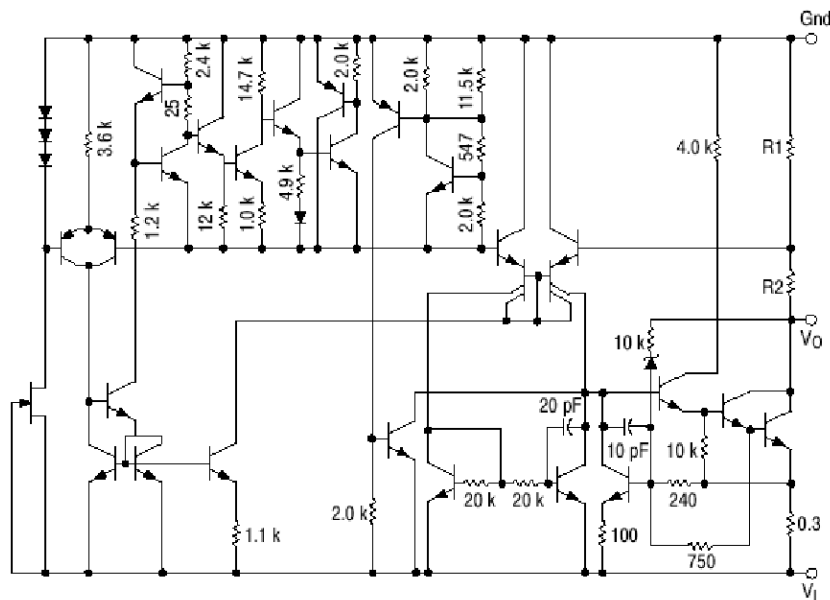 Gnd
2.4 k
25
14.7 k
2.0 k
2.0 k
11.5 k
3.6 k
547
4.0 k
R1
4.9 k
1.2 k
12 k
1.0 k
2.0 k
R2
10 k
VO
20 pF
10 pF
10 k
20 k
20 k
240
2.0 k
1.1 k
100
0.3
750
VI